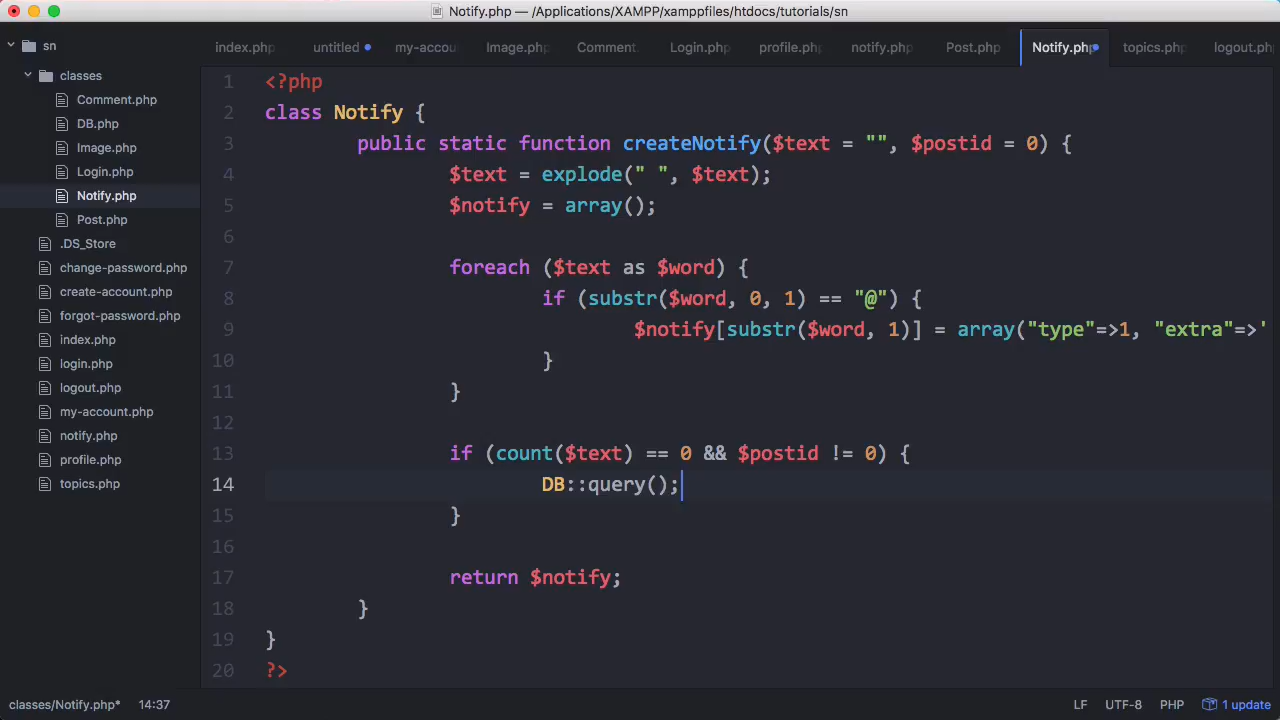 Notify.php — /Applications/XAMPP/xamppfiles/htdocs/tutorials/sn
sn
classes
Comment.php
DB.php
Image.php
Login.php
Notify.php
Post.php
.DS_Store
change-password.php
create-account.php
forgot-password.php
index.php
login.php
logout.php
my-account.php
notify.php
profile.php
topics.php
index.php untitled my-accou Image.php Comment. Login.php profile.php notify.php Post.php Notify.php topics.php logout.php
1 <?php
2 class Notify {
3 public static function createNotify($text = "", $postid = 0) {
4 $text = explode(" ", $text);
5 $notify = array();
6
7 foreach ($text as $word) {
8 if (substr($word, 0, 1) == "@") {
9 $notify[substr($word, 1)] = array("type"=>1, "extra"=>'
10 }
11 }
12
13 if (count($text) == 0 && $postid != 0) {
14 DB::query();
15 }
16
17 return $notify;
18 }
19 }
20 ?>
classes/Notify.php* 14:37 LF UTF-8 PHP 1 update